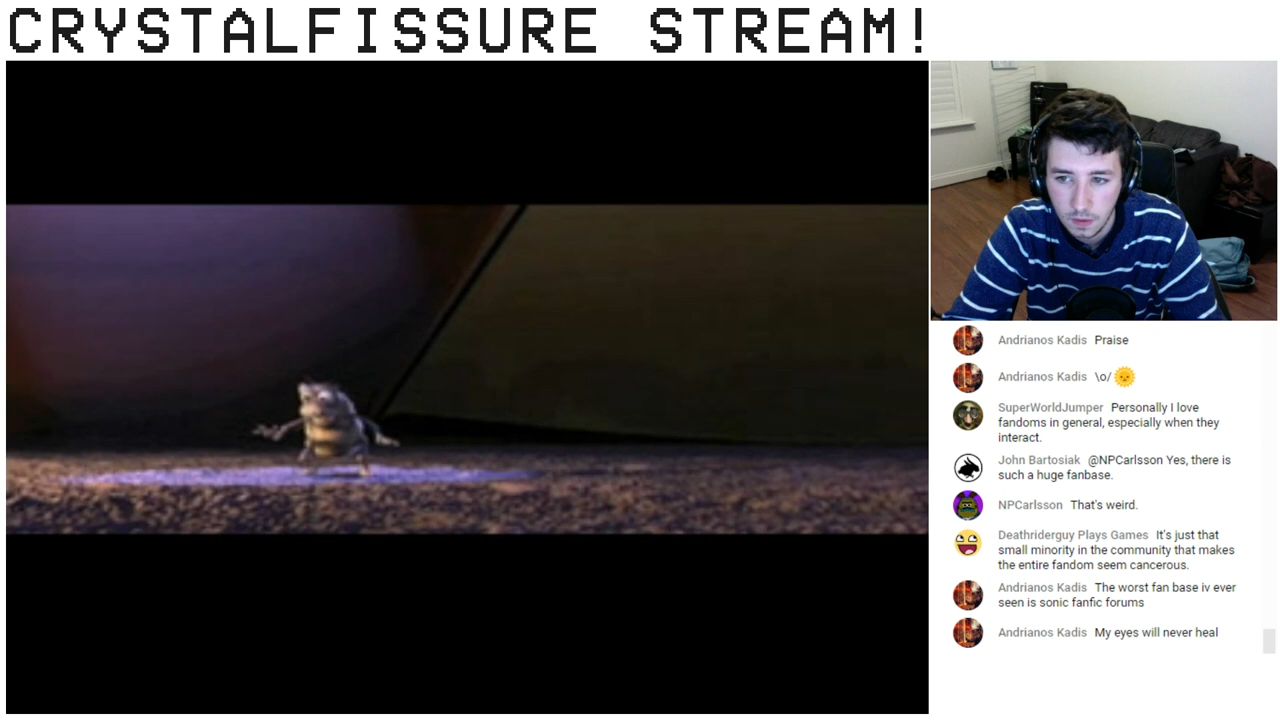 CRYSTALFISSURE STREAM!
Andrianos Kadis Praise
Andrianos Kadis \o/🌞
SuperWorldJumper Personally I love
fandoms in general, especially when they
interact.
John Bartosiak @NPCarlsson Yes, there is
such a huge fanbase.
NPCarlsson That's weird.
Deathriderguy Plays Games It's just that
small minority in the community that makes
the entire fandom seem cancerous.
Andrianos Kadis The worst fan base iv ever
seen is sonic fanfic forums
Andrianos Kadis My eyes will never heal